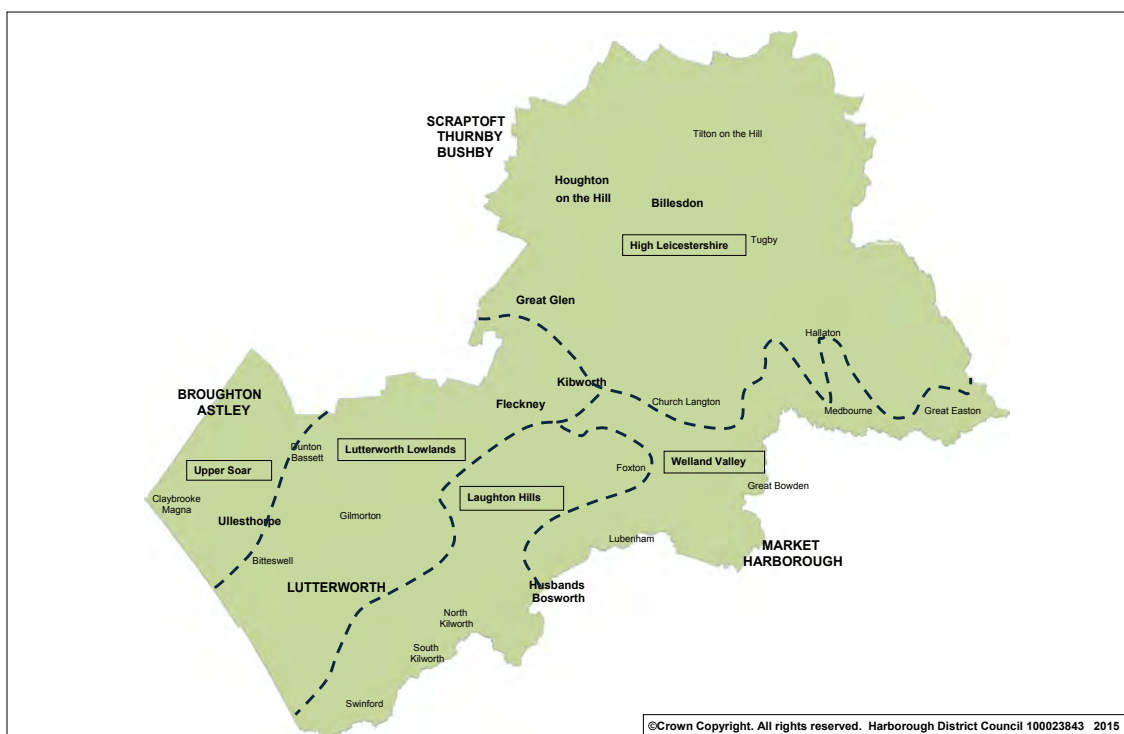 SCRAPTOFT
THURNBY
BUSHBY
Tilton on the Hill
Houghton
on the Hill
Billesdon
High Leicestershire
Tugby
Great Glen
Hallaton
Kibworth
Church Langton
Fleckney
Medbourne
Great Easton
BROUGHTON
ASTLEY
Dunton
Bassett
Lutterworth Lowlands
Upper Soar
Welland Valley
Foxton
Great Bowden
Laughton Hills
Claybrooke
Magna
Ullesthorpe
Gilmorton
Bitteswell
Lubenham
MARKET
HARBOROUGH
LUTTERWORTH
Husbands
Bosworth
North
Kilworth
South
Kilworth
Swinford
©Crown Copyright. All rights reserved. Harborough District Council 100023843 2015